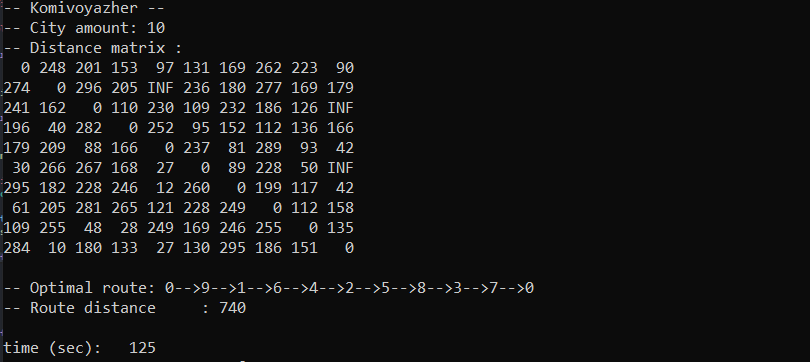 -- Komivoyazher --
-- City amount: 10
-- Distance matrix :
0 248 201 153 97 131 169 262 223 90
274 0 296 205 INF 236 180 277 169 179
241 162 0 110 230 109 232 186 126 INF
196 40 282 0 252 95 152 112 136 166
179 209 88 166 0 237 81 289 93 42
30 266 267 168 27 0 89 228 50 INF
295 182 228 246 12 260 0 199 117 42
61 205 281 265 121 228 249 0 112 158
109 255 48 28 249 169 246 255 0 135
284 10 180 133 27 130 295 186 151 0
-- Optimal route: 0-->9-->1-->6-->4-->2-->5-->8-->3-->7-->0
-- Route distance : 740
time (sec): 125